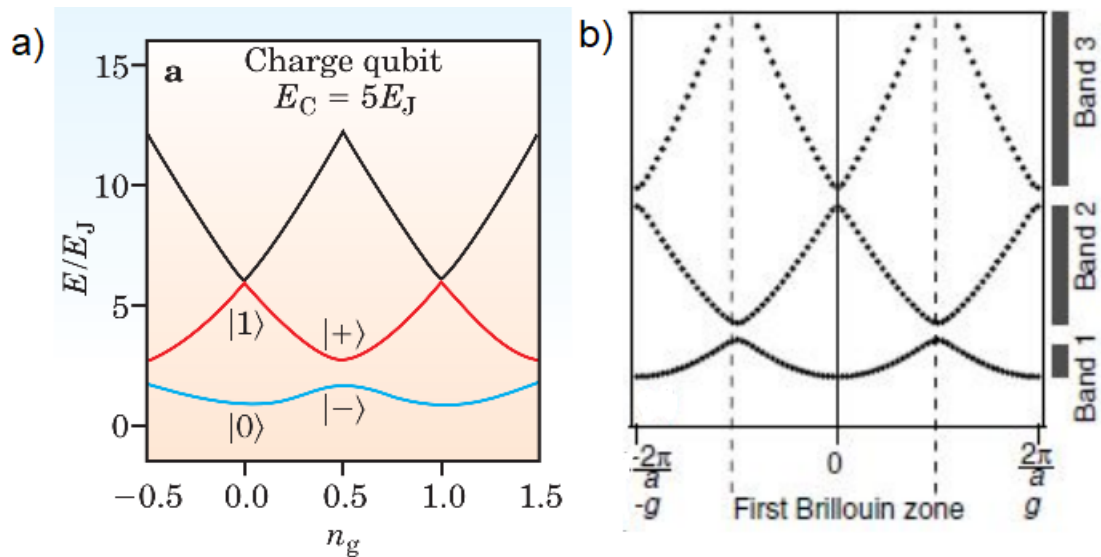 a)
a
Charge qubit
E_C = 5E_J
15
10
5
0
E/E_J
|1⟩
|+⟩
|0⟩
|−⟩
−0.5 0.0 0.5 1.0 1.5
n_g
b)
Band 3
Band 2
Band 1
-2π/a 0 2π/a
-g First Brillouin zone g